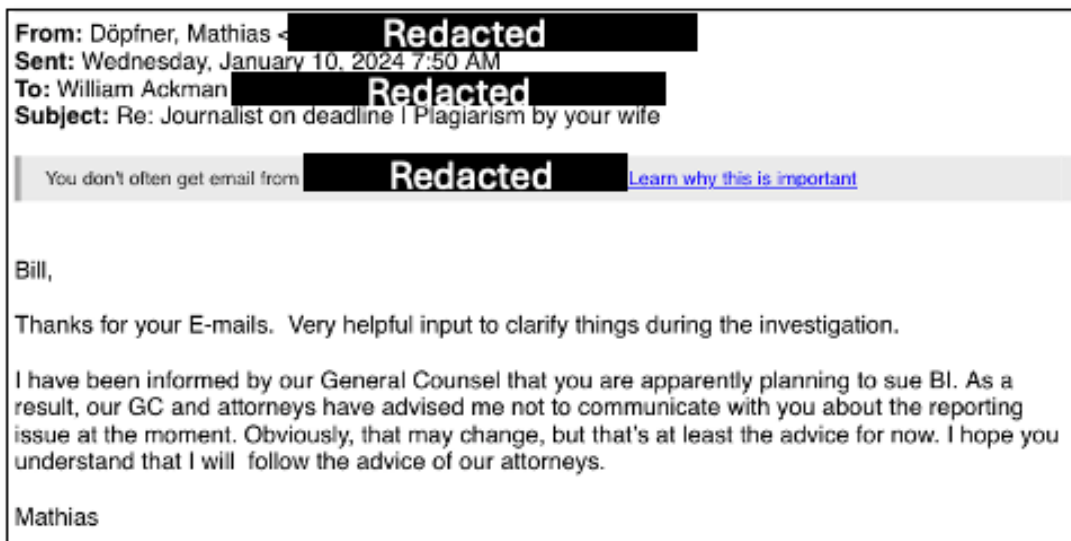 From: Döpfner, Mathias < Redacted
Sent: Wednesday, January 10, 2024 7:50 AM
To: William Ackman Redacted
Subject: Re: Journalist on deadline | Plagiarism by your wife
You don't often get email from Redacted Learn why this is important
Bill,
Thanks for your E-mails.  Very helpful input to clarify things during the investigation.
I have been informed by our General Counsel that you are apparently planning to sue BI. As a
result, our GC and attorneys have advised me not to communicate with you about the reporting
issue at the moment. Obviously, that may change, but that's at least the advice for now. I hope you
understand that I will  follow the advice of our attorneys.
Mathias